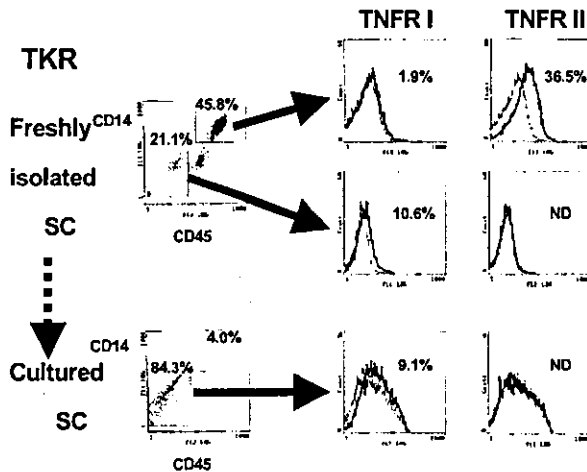 TNFR I
TNFR II
TKR
Freshly
isolated
SC
CD14
45.8%
21.1%
CD45
1.9%
36.5%
10.6%
ND
Cultured
SC
CD14
4.0%
84.3%
CD45
9.1%
ND